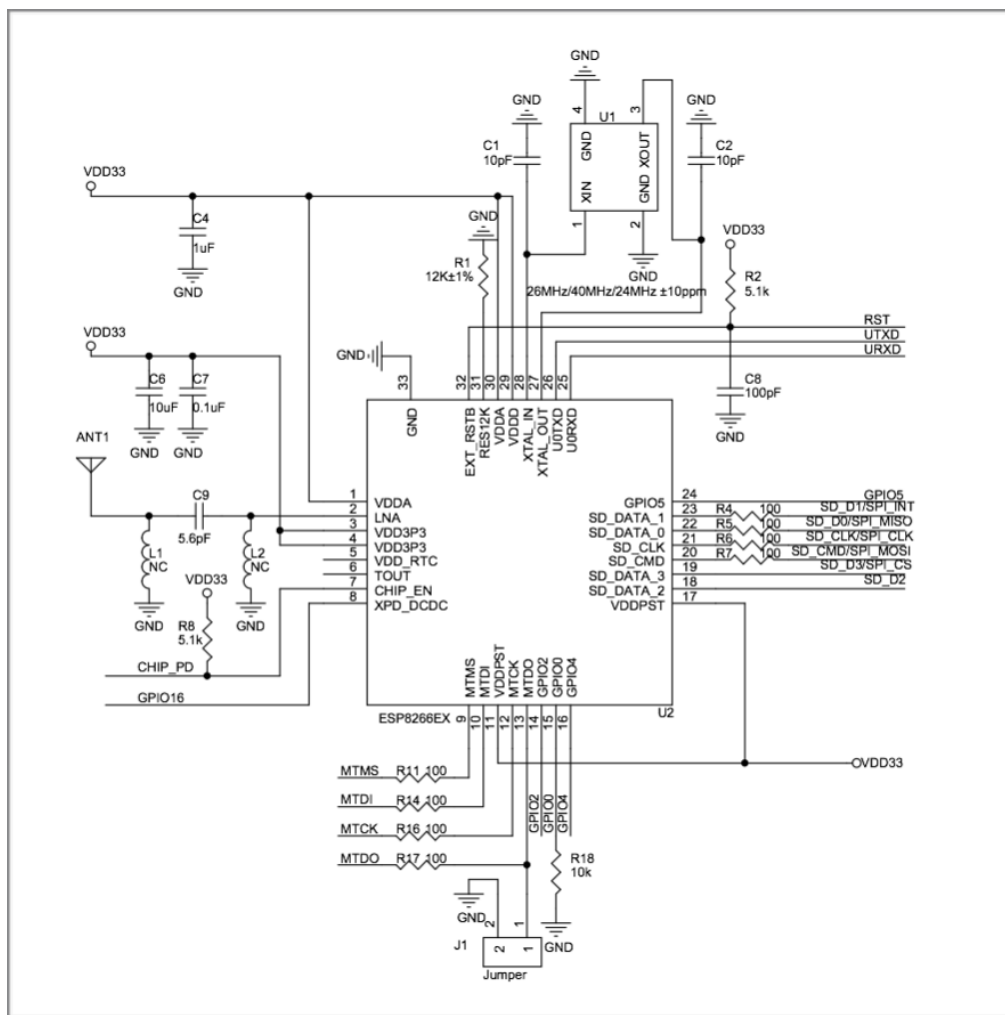 GND
GND
4
3
U1
GND
C1
10pF
GND
XOUT
XIN
GND
C2
10pF
1
2
GND
26MHz/40MHz/24MHz ±10ppm
VDD33
C4
1uF
GND
GND
R1
12K±1%
VDD33
R2
5.1k
RST
UTXD
URXD
C8
100pF
GND
VDD33
C6
10uF
C7
0.1uF
GND
GND
GND
33
32
31
30
29
28
27
26
25
GND
EXT_RSTB
RES12K
VDDA
VDDD
XTAL_IN
XTAL_OUT
U0TXD
U0RXD
ANT1
C9
5.6pF
L1
NC
L2
NC
GND
GND
1 VDDA
2 LNA
3 VDD3P3
4 VDD3P3
5 VDD_RTC
6 TOUT
7 CHIP_EN
8 XPD_DCDC
GPIO5 24 GPIO5
SD_DATA_1 23 R4 100 SD_D1/SPI_INT
SD_DATA_0 22 R5 100 SD_D0/SPI_MISO
SD_CLK 21 R6 100 SD_CLK/SPI_CLK
SD_CMD 20 R7 100 SD_CMD/SPI_MOSI
SD_DATA_3 19 SD_D3/SPI_CS
SD_DATA_2 18 SD_D2
VDDPST 17
VDD33
R8
5.1k
CHIP_PD
GPIO16
MTMS
MTDI
VDDPST
MTCK
MTDO
GPIO2
GPIO0
GPIO4
ESP8266EX
U2
9
10
11
12
13
14
15
16
VDD33
MTMS R11 100
MTDI R14 100
MTCK R16 100
MTDO R17 100
GPIO2
GPIO0
GPIO4
R18
10k
GND
GND
2
1
J1
2
1
Jumper